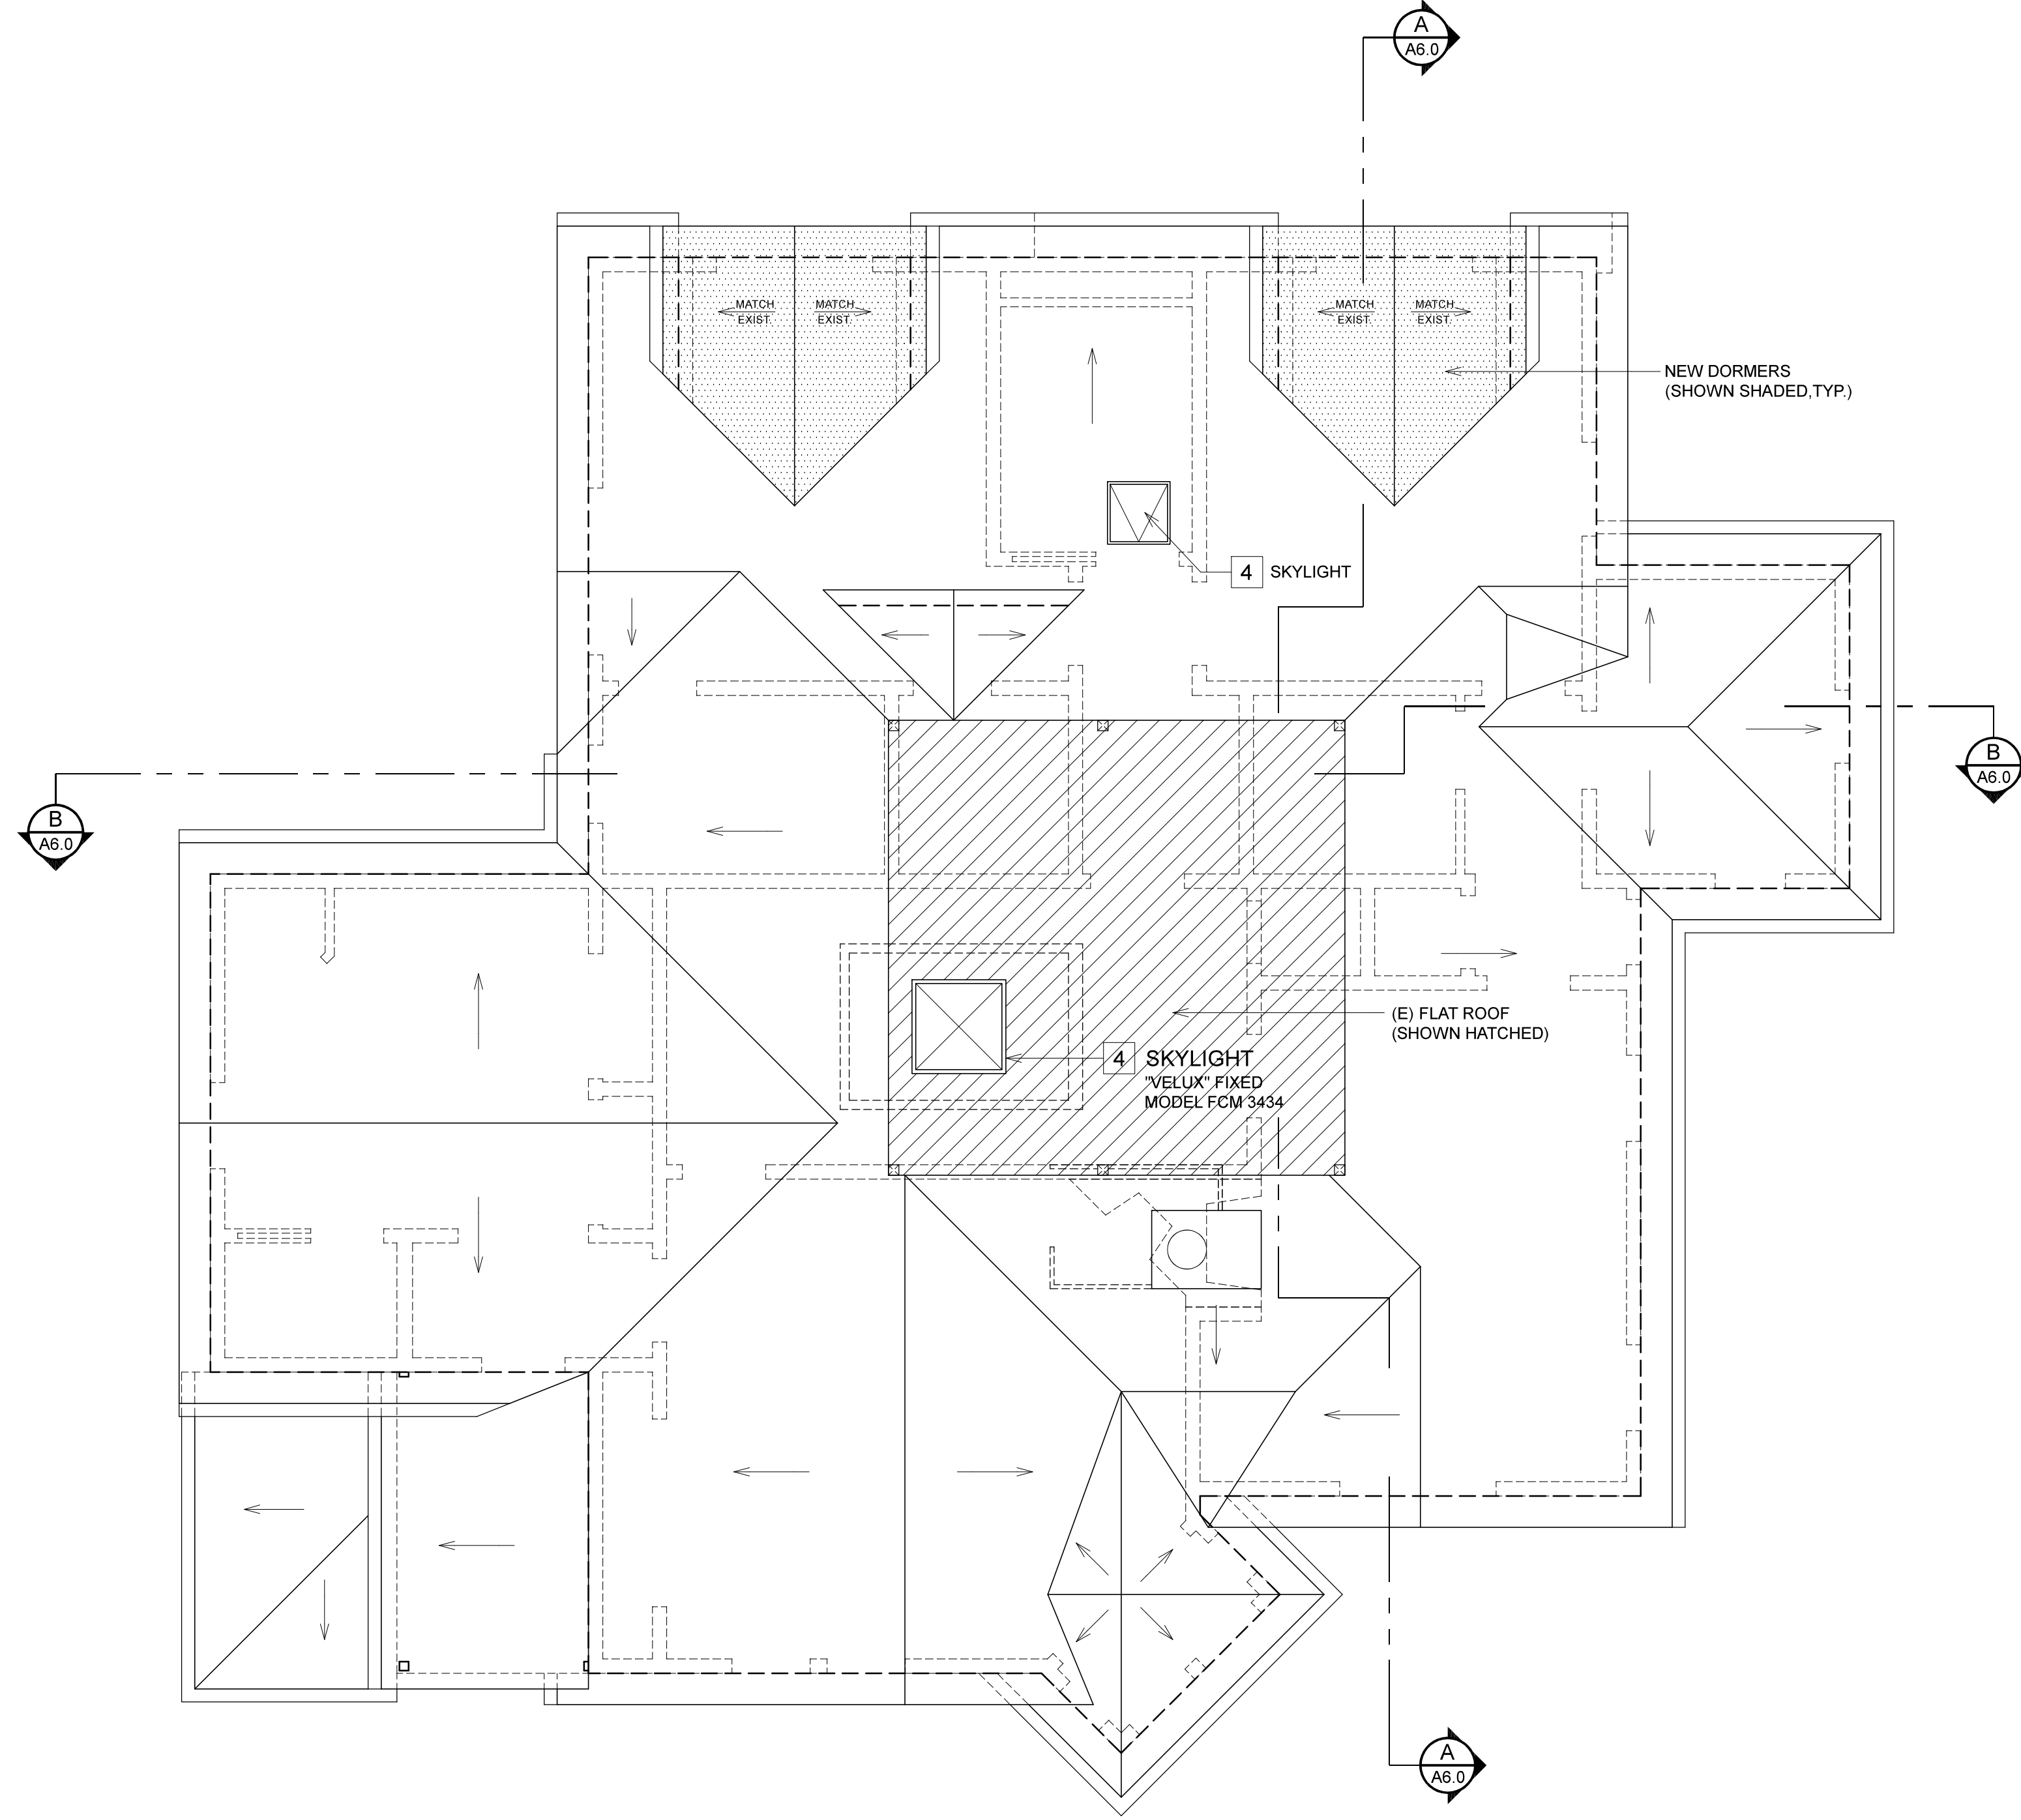 A
A6.0
MATCH
EXIST.
MATCH
EXIST.
MATCH
EXIST.
MATCH
EXIST.
NEW DORMERS
(SHOWN SHADED,TYP.)
4 SKYLIGHT
B
A6.0
B
A6.0
(E) FLAT ROOF
(SHOWN HATCHED)
4 SKYLIGHT
"VELUX" FIXED
MODEL FCM 3434
A
A6.0